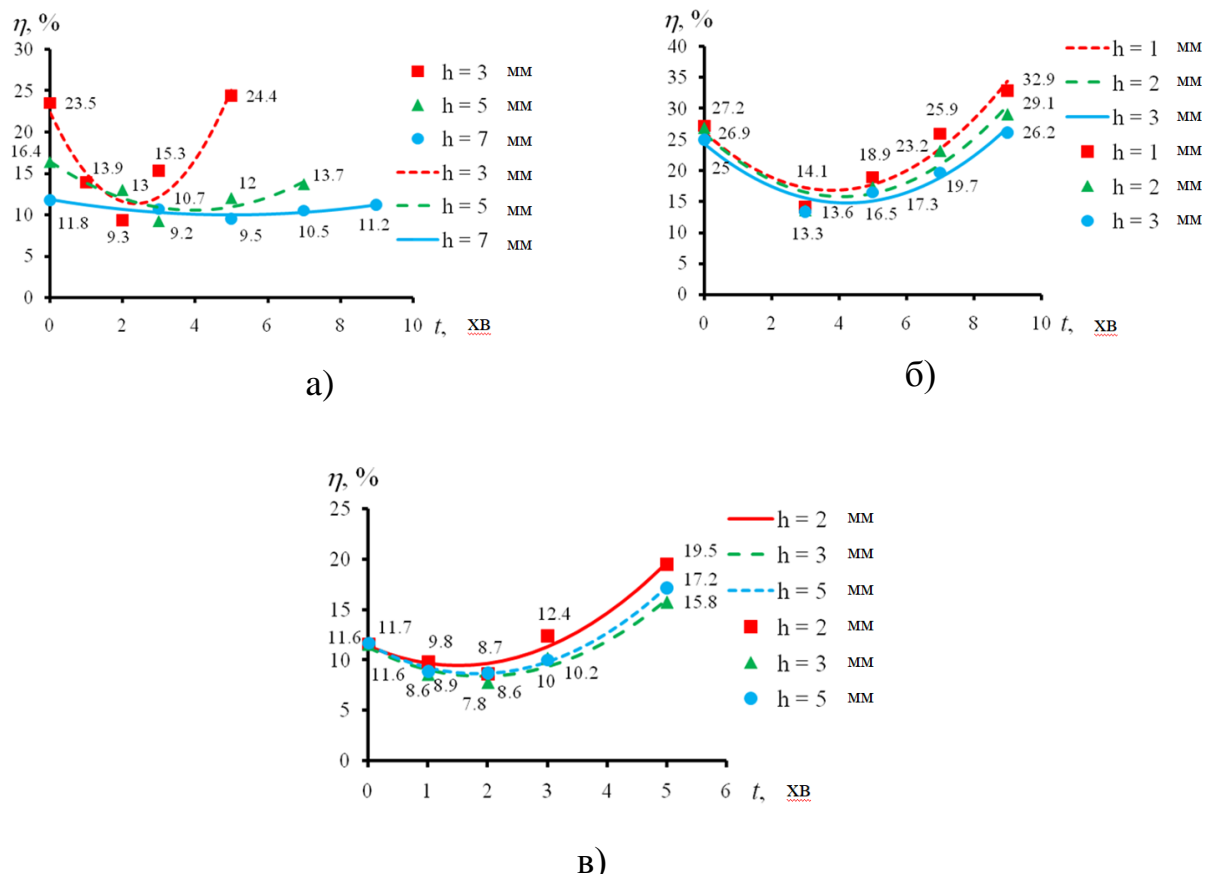 η, %
30
25
20
15
10
5
0
0 2 4 6 8 10 t, хв
23.5
16.4
11.8
13.9
9.3
13
15.3
10.7
9.2
24.4
12
9.5
13.7
10.5
11.2
h = 3 мм
h = 5 мм
h = 7 мм
h = 3 мм
h = 5 мм
h = 7 мм
а)
η, %
40
35
30
25
20
15
10
5
0
0 2 4 6 8 10 t, хв
27.2
26.9
25
14.1
13.6
13.3
18.9
17.3
16.5
25.9
23.2
19.7
32.9
29.1
26.2
h = 1 мм
h = 2 мм
h = 3 мм
h = 1 мм
h = 2 мм
h = 3 мм
б)
η, %
25
20
15
10
5
0
0 1 2 3 4 5 6 t, хв
11.6
11.7
11.6
9.8
8.6
8.9
8.7
7.8
8.6
12.4
10
10.2
19.5
17.2
15.8
h = 2 мм
h = 3 мм
h = 5 мм
h = 2 мм
h = 3 мм
h = 5 мм
в)